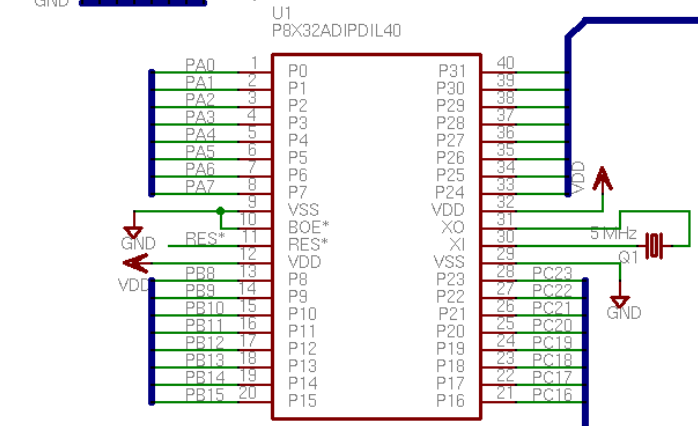 GND
U1
P8X32ADIPDIL40
PA0 1 P0 P31 40
PA1 2 P1 P30 39
PA2 3 P2 P29 38
PA3 4 P3 P28 37
PA4 5 P4 P27 36
PA5 6 P5 P26 35
PA6 7 P6 P25 34
PA7 8 P7 P24 33
VDD
9 VSS VDD 32
10 BOE* XO 31
GND
RES* 11 RES* XI 30 5 MHz
Q1
12 VDD VSS 29
VDD
PB8 13 P8 P23 28 PC23
PB9 14 P9 P22 27 PC22
GND
PB10 15 P10 P21 26 PC21
PB11 16 P11 P20 25 PC20
PB12 17 P12 P19 24 PC19
PB13 18 P13 P18 23 PC18
PB14 19 P14 P17 22 PC17
PB15 20 P15 P16 21 PC16